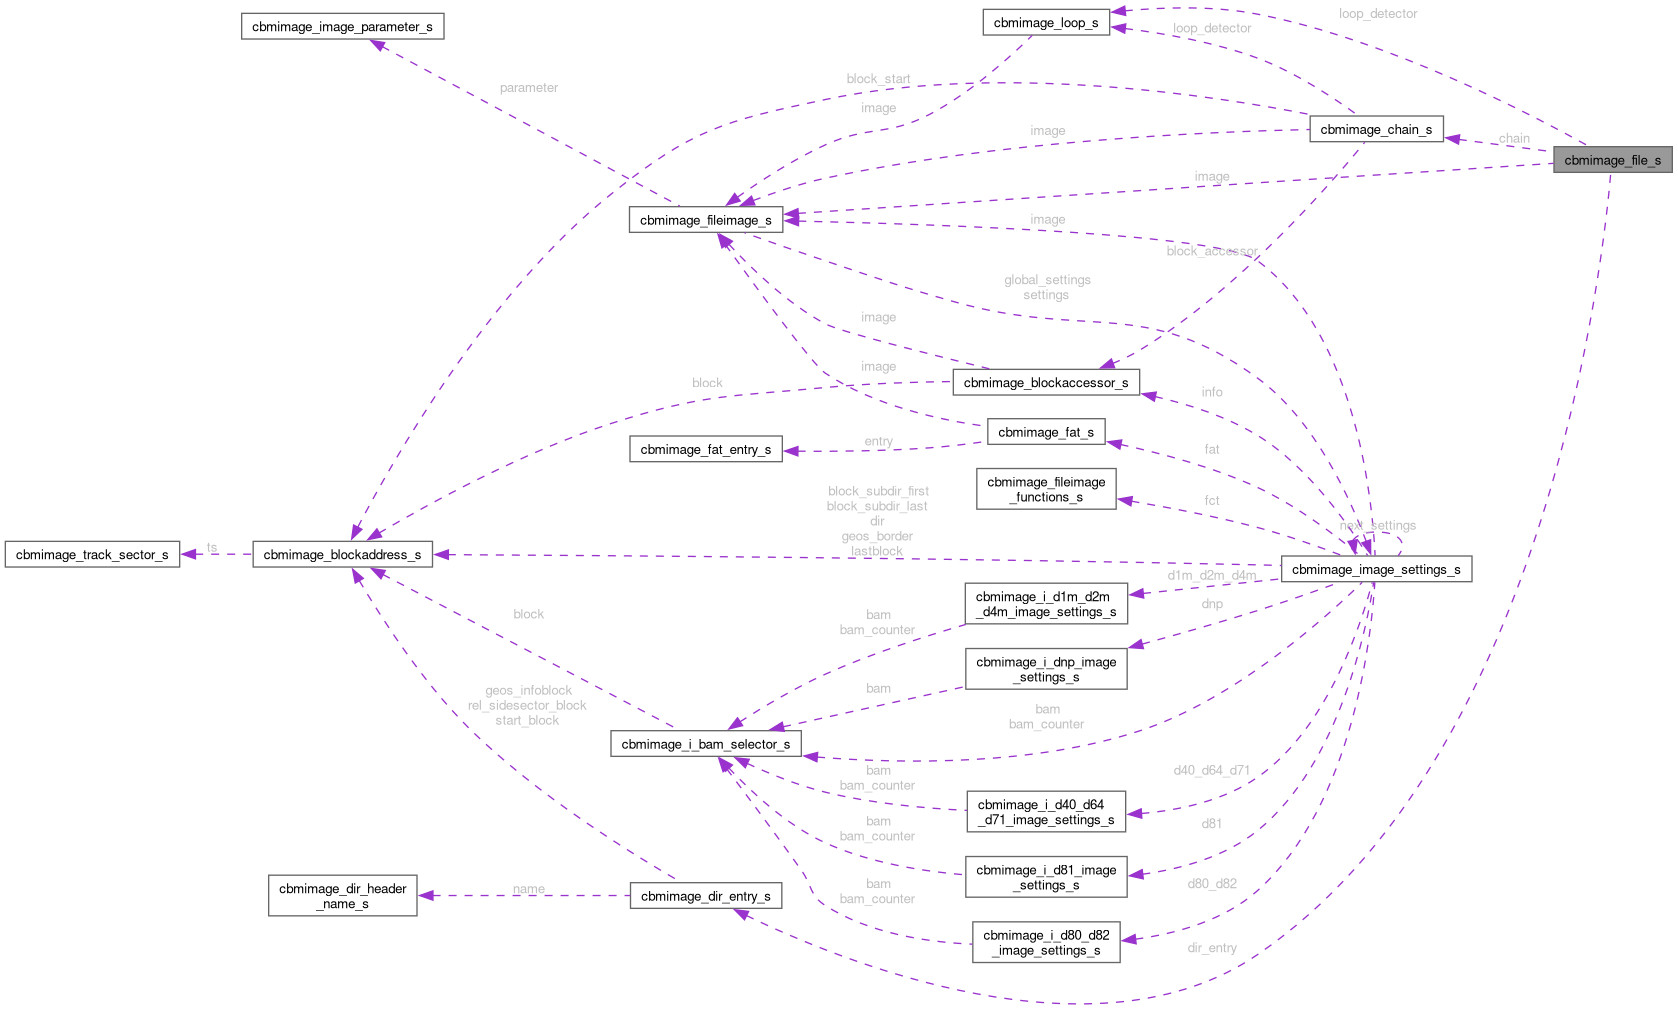 cbmimage_image_parameter_s
cbmimage_loop_s
loop_detector
loop_detector
block_start
parameter
image
cbmimage_chain_s
image
chain
cbmimage_file_s
image
cbmimage_fileimage_s
image
block_accessor
global_settings
settings
image
image
cbmimage_blockaccessor_s
block
info
cbmimage_fat_s
cbmimage_fat_entry_s
entry
fat
cbmimage_fileimage
_functions_s
fct
block_subdir_first
block_subdir_last
dir
geos_border
lastblock
next_settings
cbmimage_track_sector_s
ts
cbmimage_blockaddress_s
cbmimage_image_settings_s
d1m_d2m_d4m
cbmimage_i_d1m_d2m
_d4m_image_settings_s
dnp
block
bam
bam_counter
cbmimage_i_dnp_image
_settings_s
bam
geos_infoblock
rel_sidesector_block
start_block
bam
bam_counter
cbmimage_i_bam_selector_s
bam
bam_counter
d40_d64_d71
cbmimage_i_d40_d64
_d71_image_settings_s
bam
bam_counter
d81
cbmimage_i_d81_image
_settings_s
cbmimage_dir_header
_name_s
name
cbmimage_dir_entry_s
bam
bam_counter
d80_d82
cbmimage_i_d80_d82
_image_settings_s
dir_entry